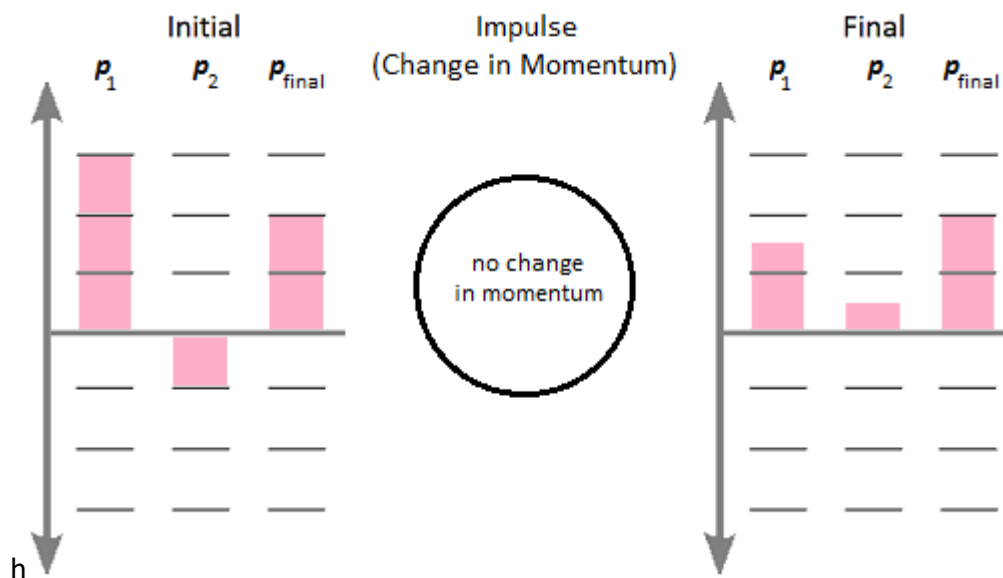 Initial
Impulse
(Change in Momentum)
Final
p1 p2 pfinal
p1 p2 pfinal
no change
in momentum
h